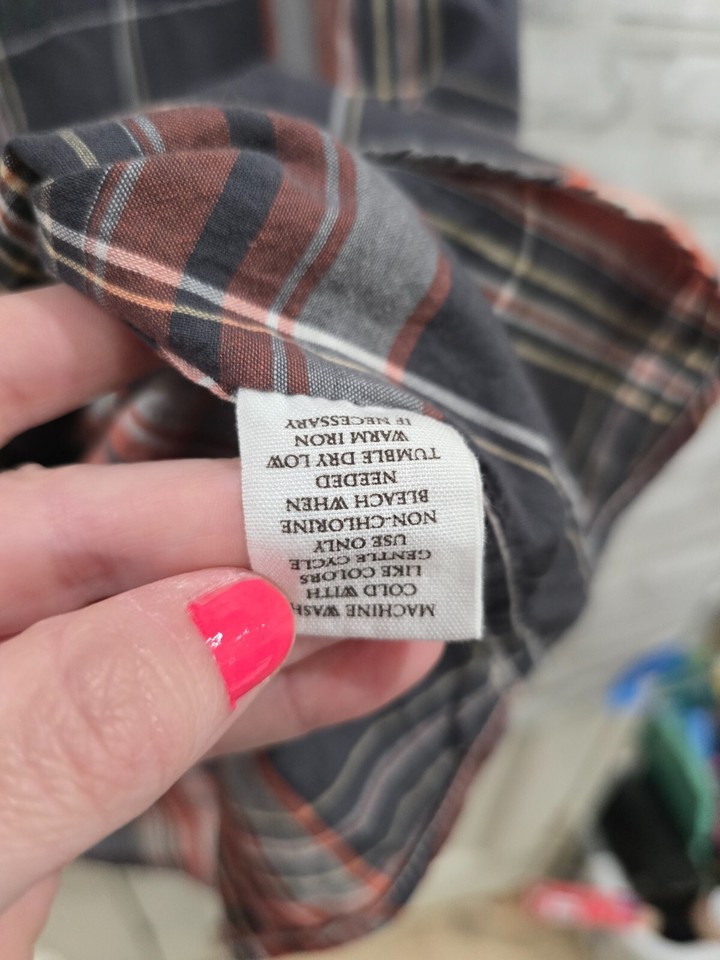 MACHINE WASH
COLD WITH
LIKE COLORS
GENTLE CYCLE
USE ONLY
NON-CHLORINE
BLEACH WHEN
NEEDED
TUMBLE DRY LOW
WARM IRON
IF NECESSARY